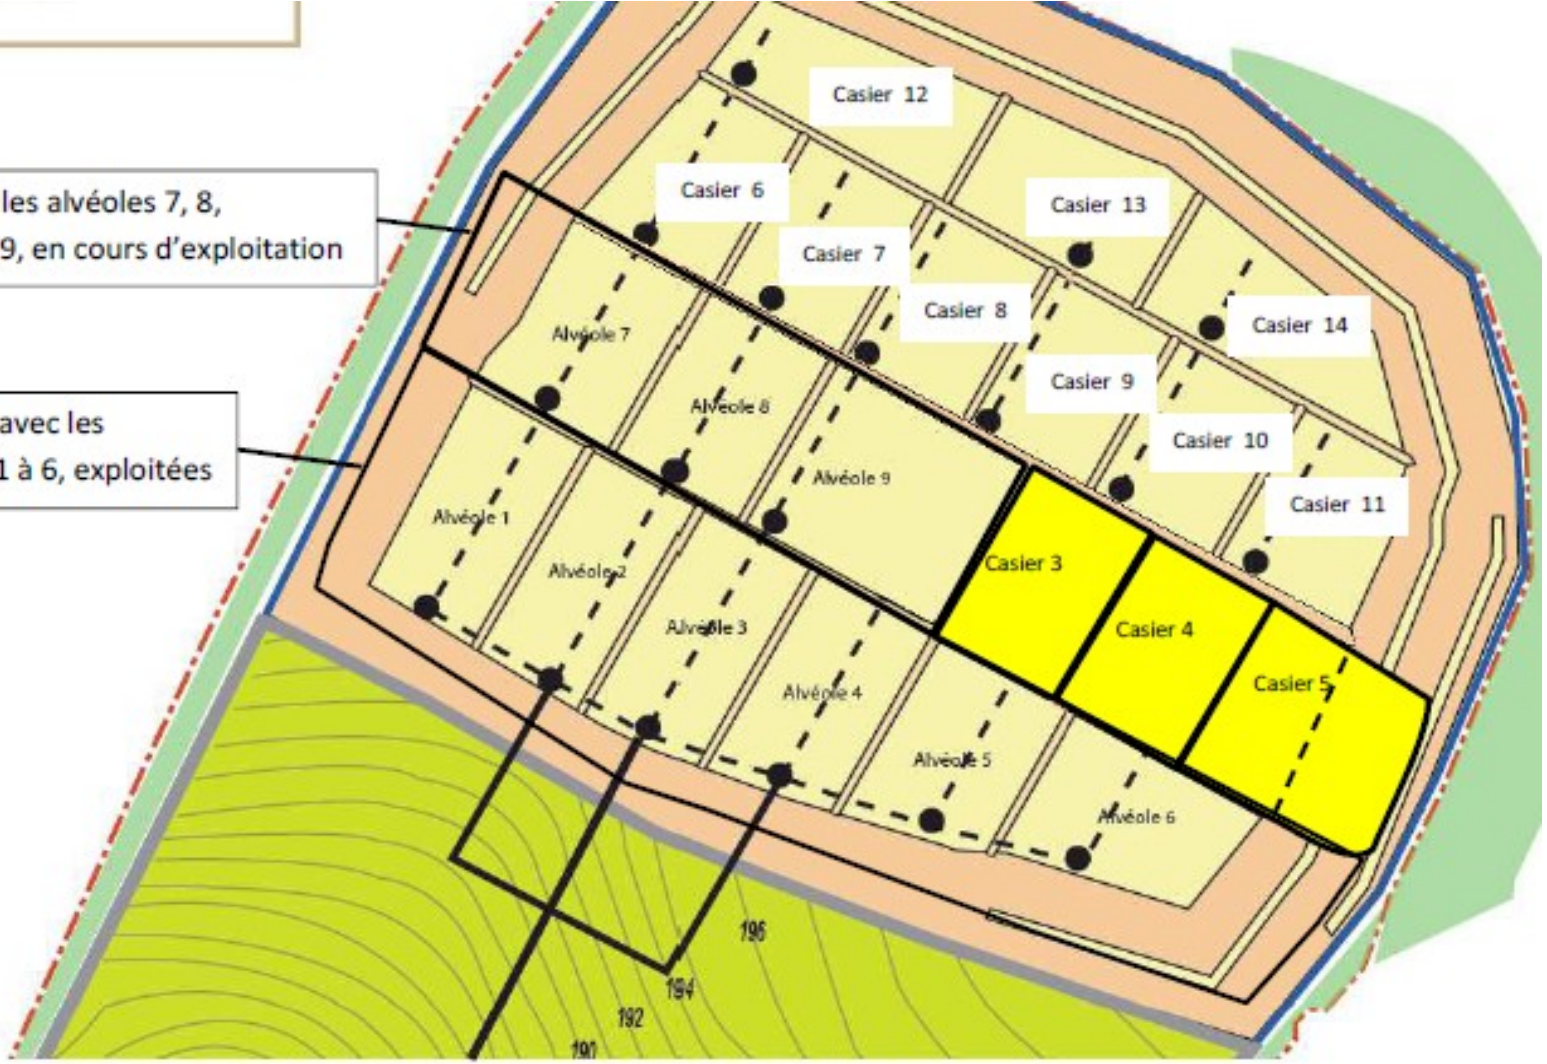 Casier 12
les alvéoles 7, 8,
9, en cours d'exploitation
Casier 6
Casier 13
Casier 7
Casier 8
Casier 14
Alvéole 7
Casier 9
Alvéole 8
avec les
1 à 6, exploitées
Casier 10
Alvéole 9
Casier 11
Alvéole 1
Casier 3
Alvéole 2
Alvéole 3
Casier 4
Casier 5
Alvéole 4
Alvéole 5
Alvéole 6
196
194
192
190